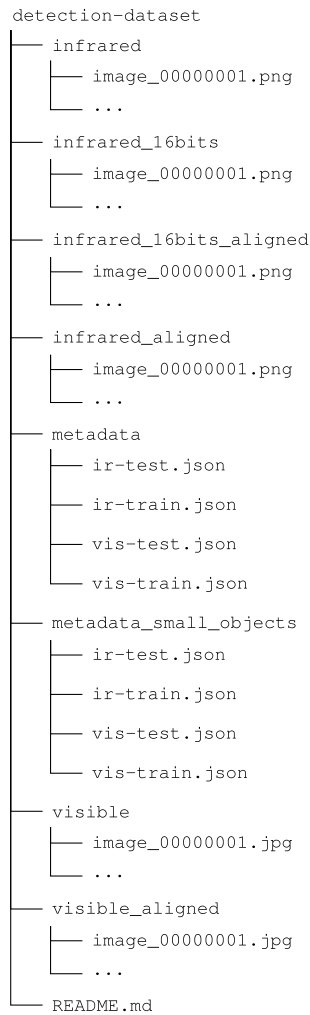 detection-dataset
infrared
image_00000001.png
...
infrared_16bits
image_00000001.png
...
infrared_16bits_aligned
image_00000001.png
...
infrared_aligned
image_00000001.png
...
metadata
ir-test.json
ir-train.json
vis-test.json
vis-train.json
metadata_small_objects
ir-test.json
ir-train.json
vis-test.json
vis-train.json
visible
image_00000001.jpg
...
visible_aligned
image_00000001.jpg
...
README.md